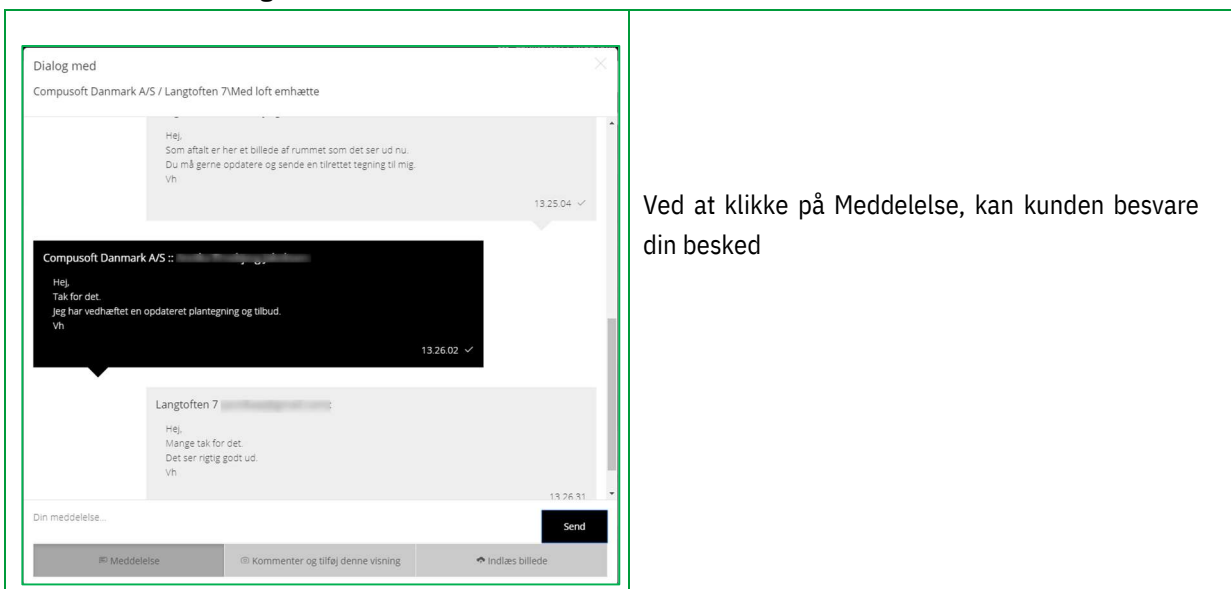 Dialog med
Compusoft Danmark A/S / Langtoften 7\Med loft emhætte
Hej,
Som aftalt er her et billede af rummet som det ser ud nu.
Du må gerne opdatere og sende en tilrettet tegning til mig.
Vh
13.25.04
Compusoft Danmark A/S ::
Hej,
Tak for det.
Jeg har vedhæftet en opdateret plantegning og tilbud.
Vh
13.26.02
Langtoften 7
Hej,
Mange tak for det.
Det ser rigtig godt ud.
Vh
13.26.31
Din meddelelse...
Send
Meddelelse
Kommenter og tilføj denne visning
Indlæs billede
Ved at klikke på Meddelelse, kan kunden besvare
din besked